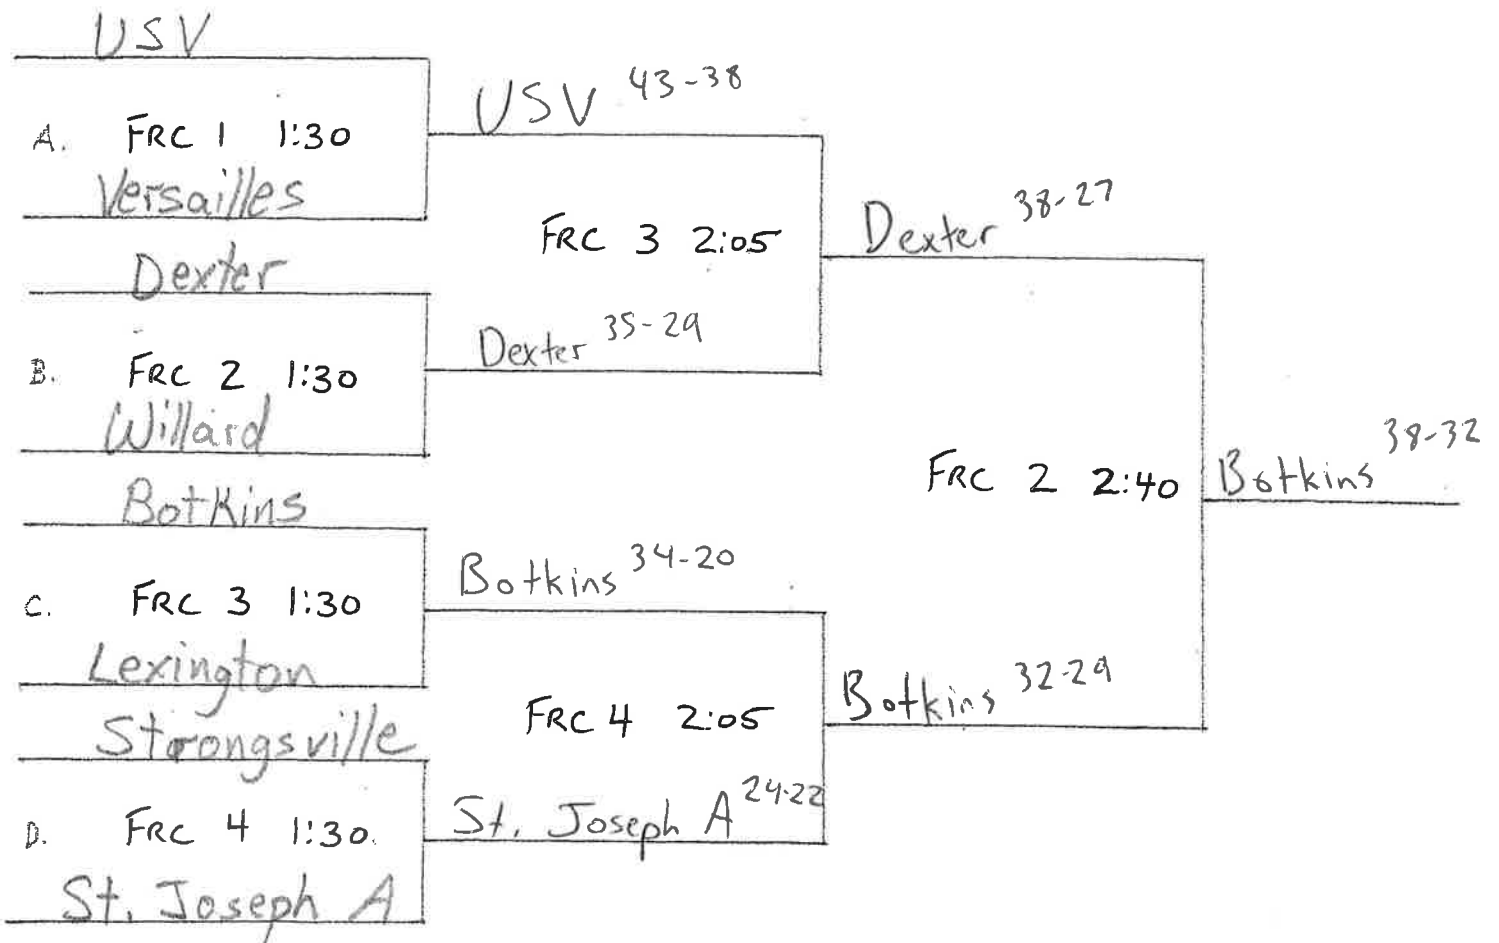 USV
USV 43-38
A. FRC 1 1:30
Versailles
FRC 3 2:05
Dexter 38-27
Dexter
Dexter 35-29
B. FRC 2 1:30
Willard
FRC 2 2:40
Botkins 38-32
Botkins
Botkins 34-20
C. FRC 3 1:30
Lexington
FRC 4 2:05
Botkins 32-29
Strongsville
St. Joseph A 24-22
D. FRC 4 1:30
St. Joseph A